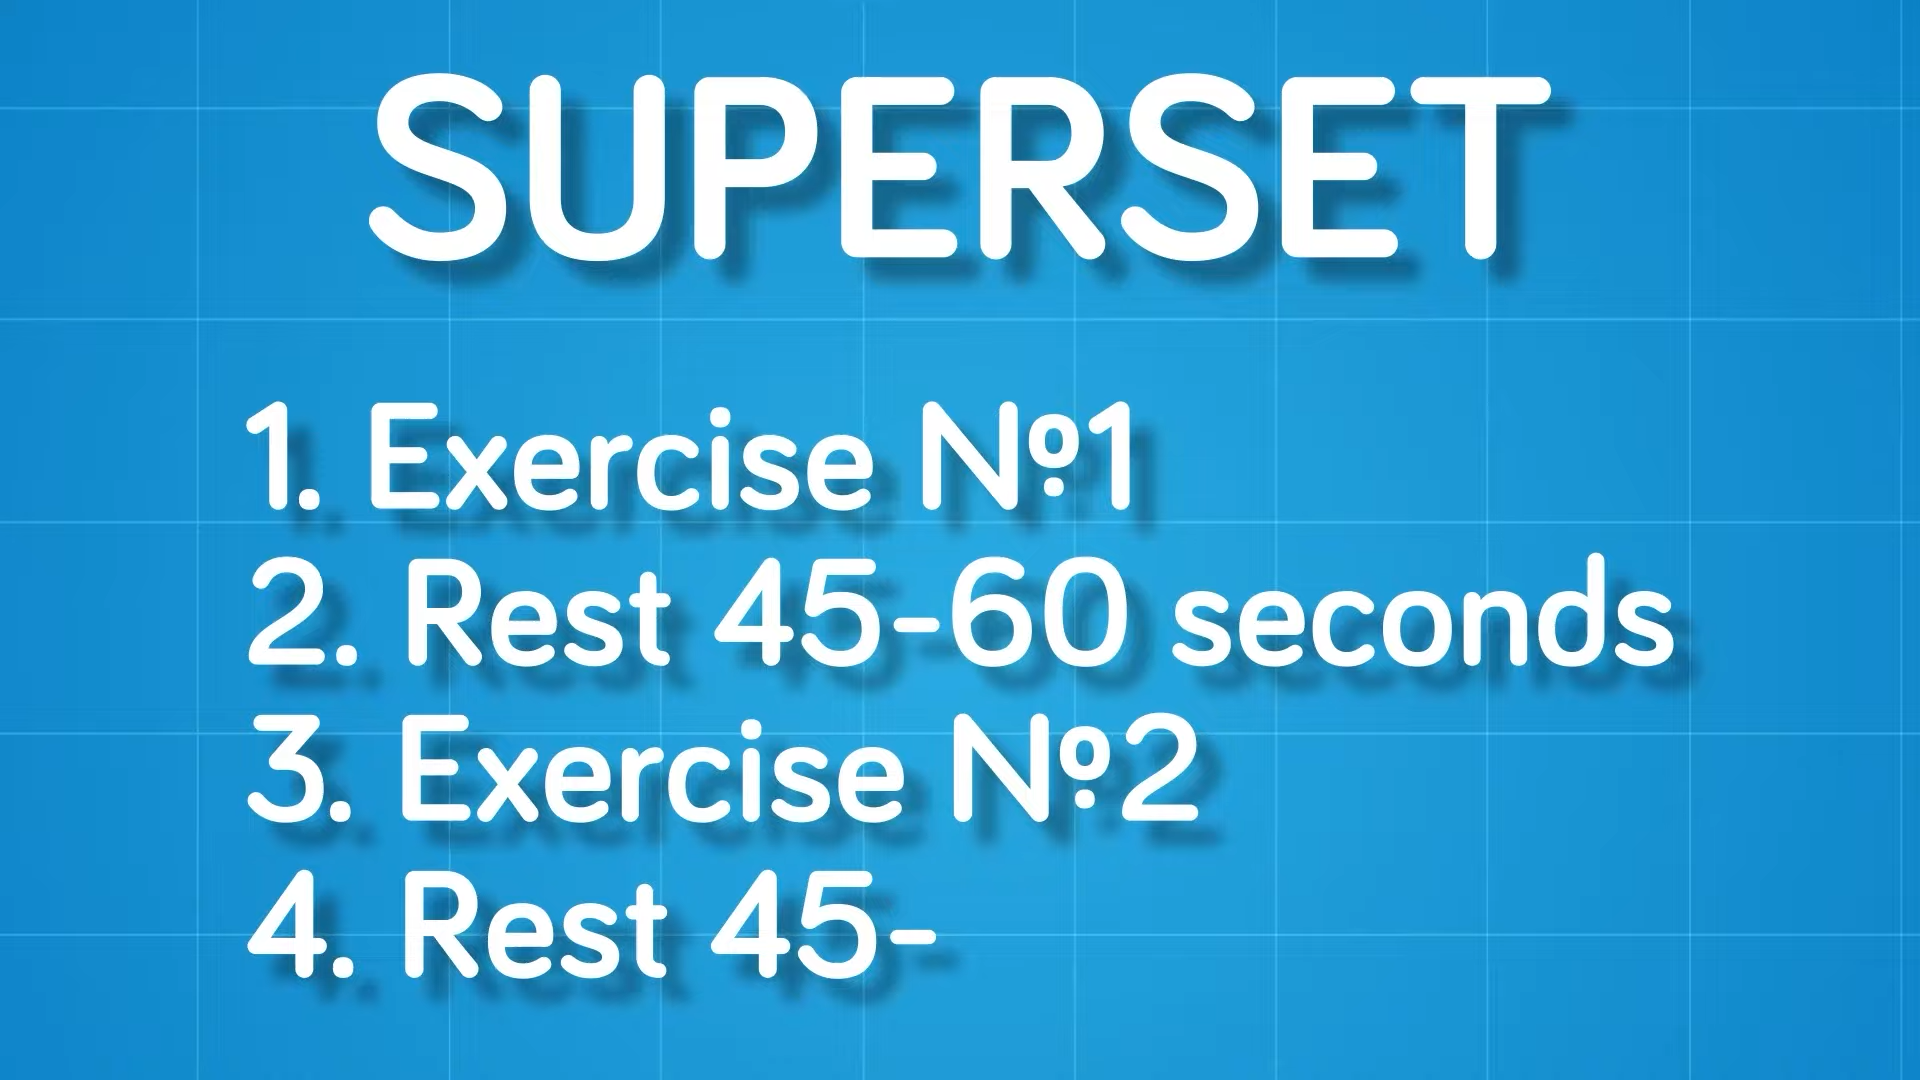 SUPERSET
1. Exercise №1
2. Rest 45-60 seconds
3. Exercise №2
4. Rest 45-